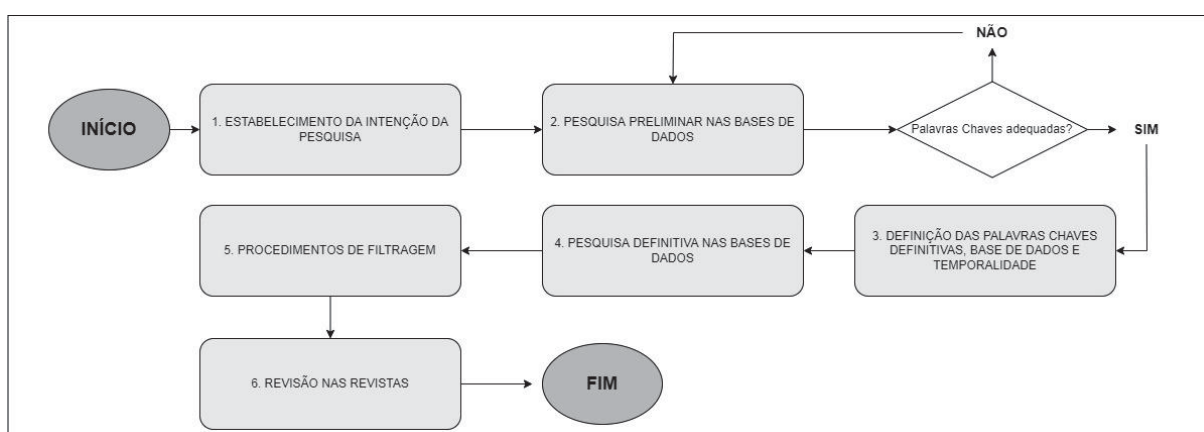 NÃO
INÍCIO
1. ESTABELECIMENTO DA INTENÇÃO DA
PESQUISA
2. PESQUISA PRELIMINAR NAS BASES DE
DADOS
Palavras Chaves adequadas?
SIM
3. DEFINIÇÃO DAS PALAVRAS CHAVES
DEFINITIVAS, BASE DE DADOS E
TEMPORALIDADE
4. PESQUISA DEFINITIVA NAS BASES DE
DADOS
5. PROCEDIMENTOS DE FILTRAGEM
6. REVISÃO NAS REVISTAS
FIM